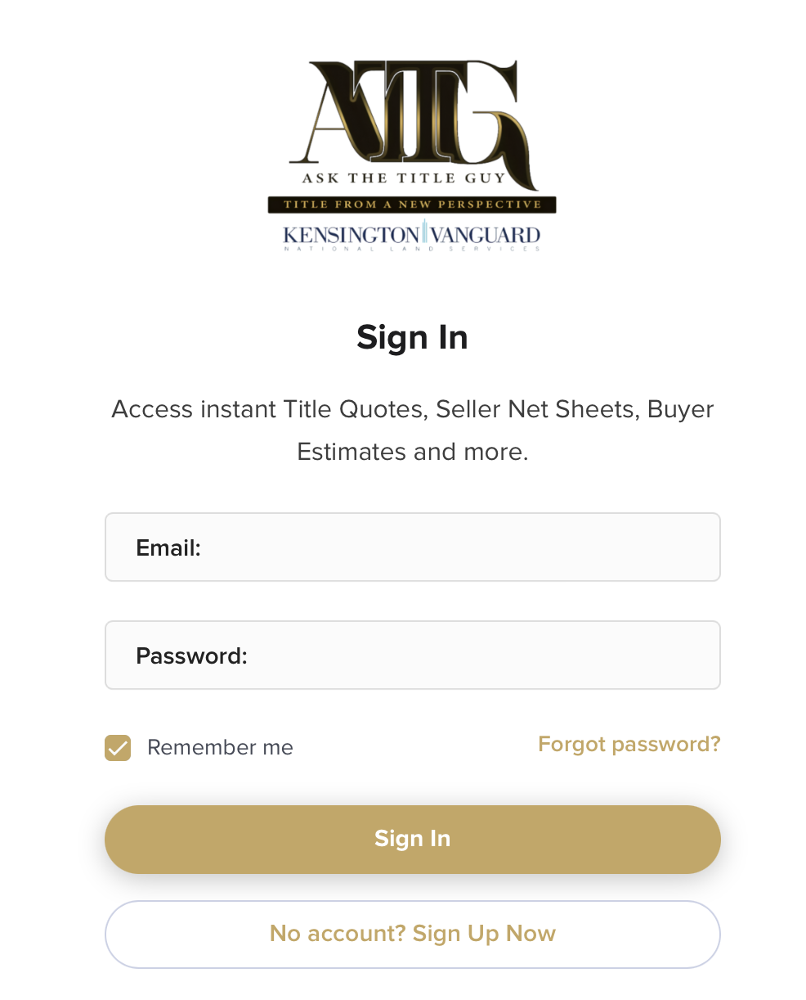 ATTG
ASK THE TITLE GUY
TITLE FROM A NEW PERSPECTIVE
KENSINGTON VANGUARD
NATIONAL LAND SERVICES
Sign In
Access instant Title Quotes, Seller Net Sheets, Buyer
Estimates and more.
Email:
Password:
Remember me
Forgot password?
Sign In
No account? Sign Up Now